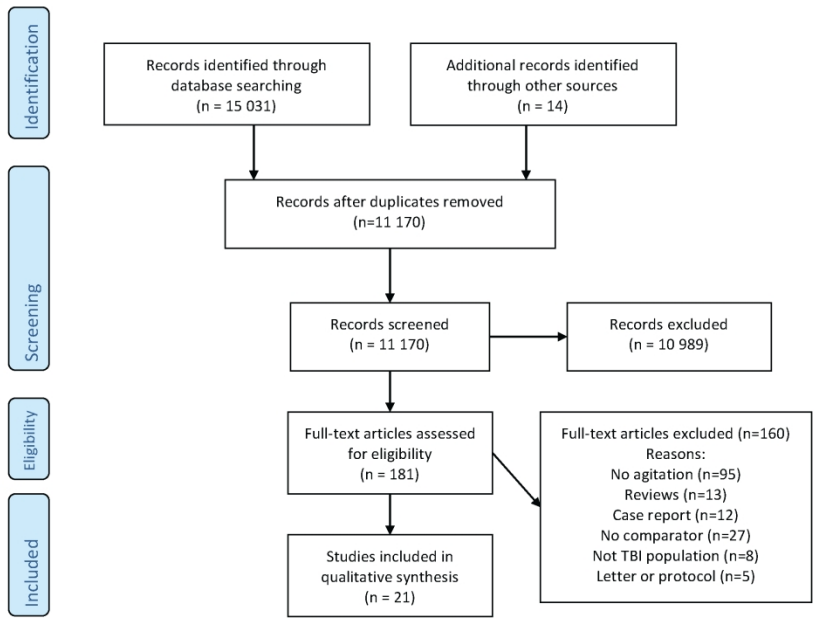 Identification
Records identified through
database searching
(n = 15 031)
Additional records identified
through other sources
(n = 14)
Screening
Records after duplicates removed
(n=11 170)
Records screened
(n = 11 170)
Records excluded
(n = 10 989)
Eligibility
Full-text articles assessed
for eligibility
(n = 181)
Full-text articles excluded (n=160)
Reasons:
No agitation (n=95)
Reviews (n=13)
Case report (n=12)
No comparator (n=27)
Not TBI population (n=8)
Letter or protocol (n=5)
Included
Studies included in
qualitative synthesis
(n = 21)